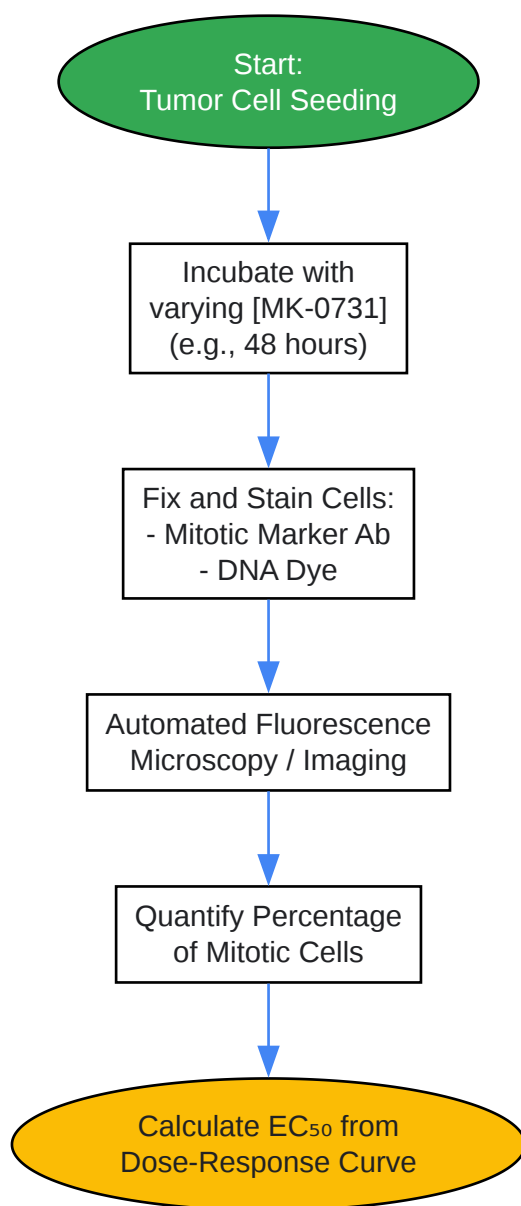 Start:
Tumor Cell Seeding
Incubate with
varying [MK-0731]
(e.g., 48 hours)
Fix and Stain Cells:
- Mitotic Marker Ab
- DNA Dye
Automated Fluorescence
Microscopy / Imaging
Quantify Percentage
of Mitotic Cells
Calculate EC₅₀ from
Dose-Response Curve